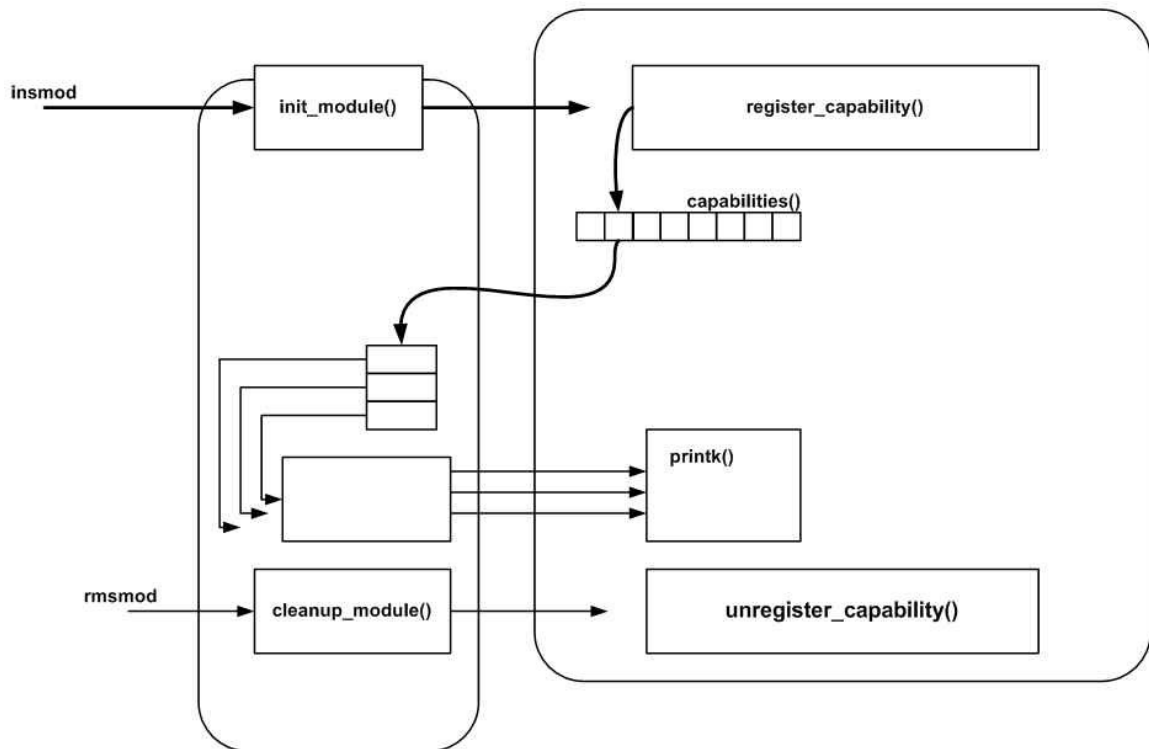 insmod
init_module()
register_capability()
capabilities()
printk()
rmsmod
cleanup_module()
unregister_capability()